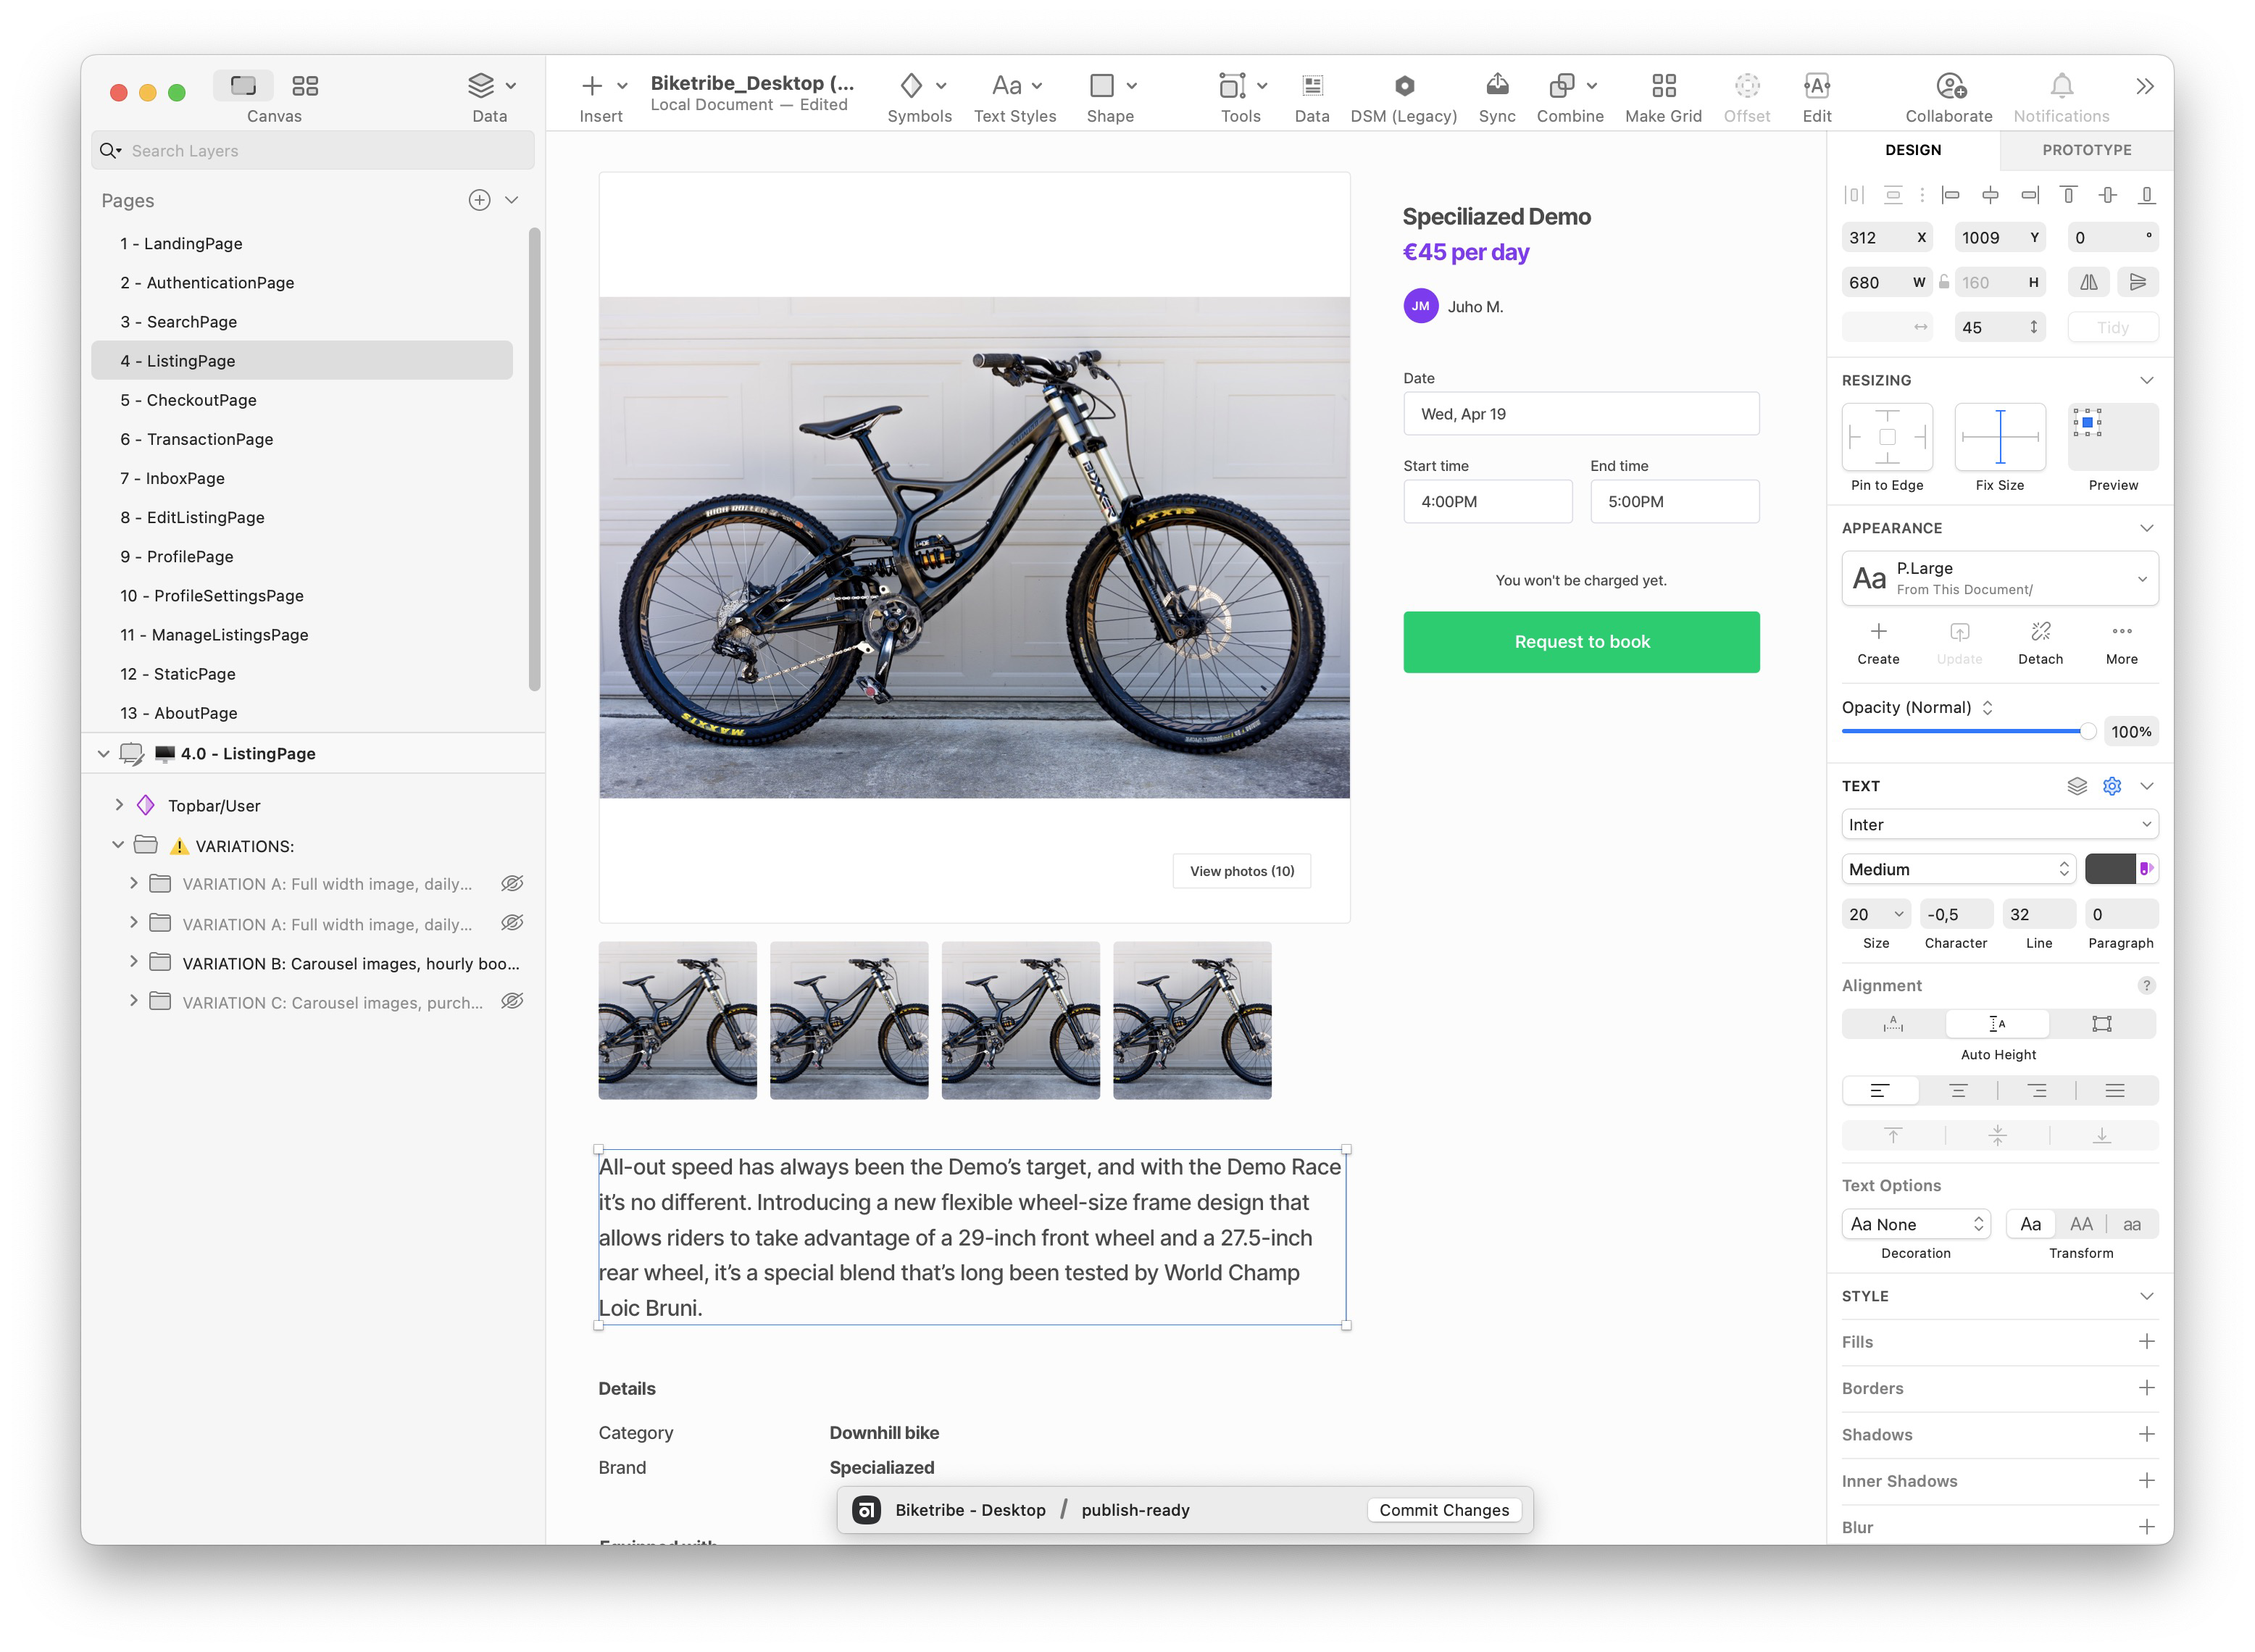 Canvas
Data
Insert
Biketribe_Desktop (...
Local Document — Edited
Symbols
Aa
Text Styles
Shape
Tools
Data
DSM (Legacy)
Sync
Combine
Make Grid
Offset
A
Edit
Collaborate
Notifications
Search Layers
Pages
1 - LandingPage
2 - AuthenticationPage
3 - SearchPage
4 - ListingPage
5 - CheckoutPage
6 - TransactionPage
7 - InboxPage
8 - EditListingPage
9 - ProfilePage
10 - ProfileSettingsPage
11 - ManageListingsPage
12 - StaticPage
13 - AboutPage
4.0 - ListingPage
Topbar/User
VARIATIONS:
VARIATION A: Full width image, daily...
VARIATION A: Full width image, daily...
VARIATION B: Carousel images, hourly boo...
VARIATION C: Carousel images, purch...
HIGH ROLLER
MAXXIS
BOXXER
MAXXIS
View photos (10)
Speciliazed Demo
€45 per day
JM
Juho M.
Date
Wed, Apr 19
Start time
End time
4:00PM
5:00PM
You won't be charged yet.
Request to book
All-out speed has always been the Demo’s target, and with the Demo Race
it’s no different. Introducing a new flexible wheel-size frame design that
allows riders to take advantage of a 29-inch front wheel and a 27.5-inch
rear wheel, it’s a special blend that’s long been tested by World Champ
Loic Bruni.
Details
Category
Downhill bike
Brand
Specialiazed
Equipped with
Biketribe - Desktop / publish-ready
Commit Changes
DESIGN
PROTOTYPE
312 X
1009 Y
0 °
680 W
160 H
45
Tidy
RESIZING
Pin to Edge
Fix Size
Preview
APPEARANCE
Aa
P.Large
From This Document/
Create
Update
Detach
More
Opacity (Normal)
100%
TEXT
Inter
Medium
20
-0,5
32
0
Size
Character
Line
Paragraph
Alignment
?
A
A
Auto Height
Text Options
Aa None
Aa
AA
aa
Decoration
Transform
STYLE
Fills
Borders
Shadows
Inner Shadows
Blur